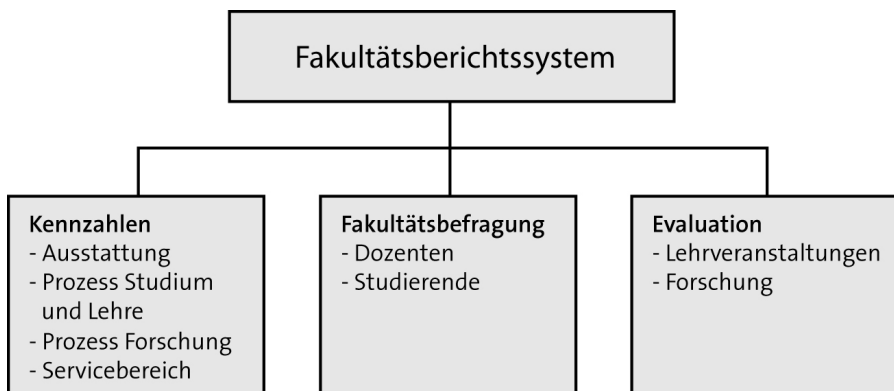 Fakultätsberichtssystem
Kennzahlen
- Ausstattung
- Prozess Studium
und Lehre
- Prozess Forschung
- Servicebereich
Fakultätsbefragung
- Dozenten
- Studierende
Evaluation
- Lehrveranstaltungen
- Forschung